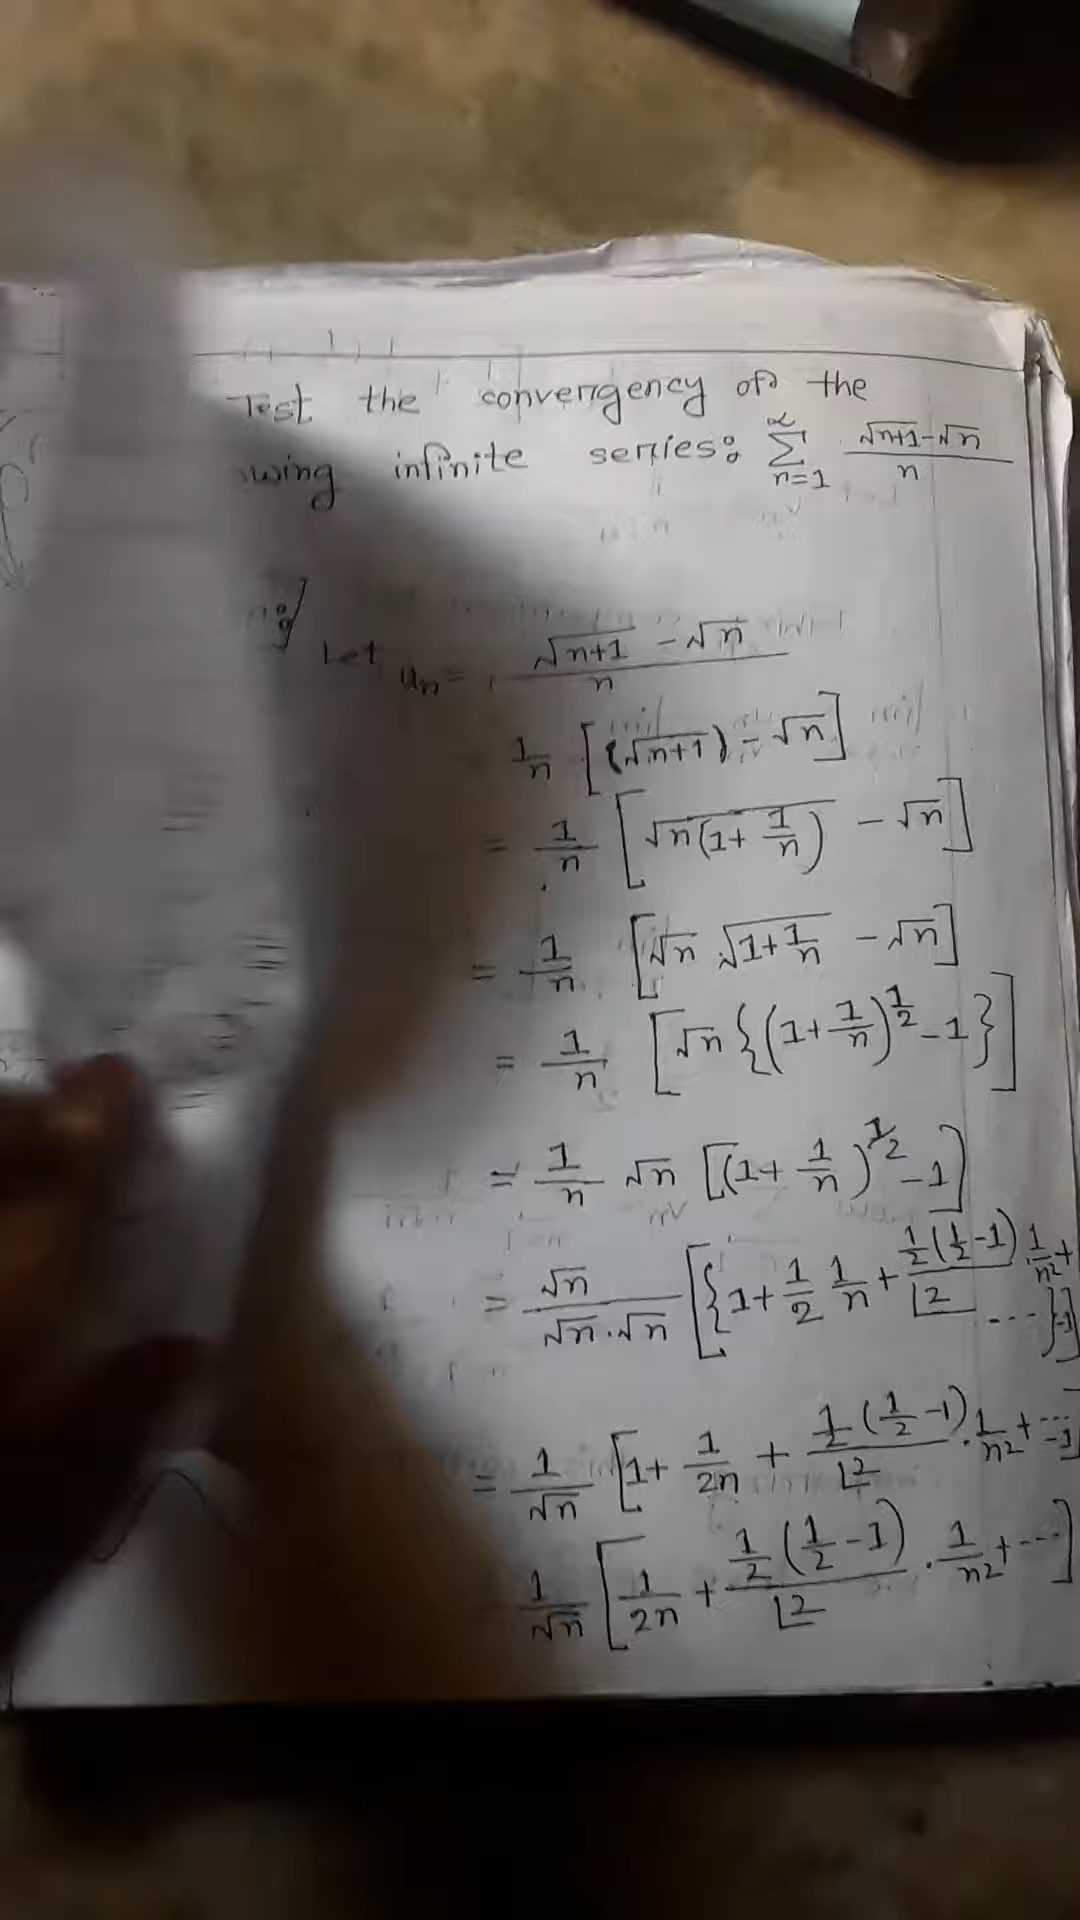 Test the convergency of the
wing infinite series: ∑_{n=1}^{∝} (√n+1 - √n)/n
Let u_n = (√n+1 - √n)/n
1/n [(√n+1) - √n]
= 1/n [√n(1+1/n) - √n]
= 1/n [√n √1+1/n - √n]
= 1/n [√n {(1+1/n)^{1/2} - 1}]
= 1/n √n [(1+1/n)^{1/2} - 1]
= √n/(√n.√n) [{1+1/2 1/n + (1/2(1/2-1))/⌊2 1/n2 + ... } -1]
= 1/√n [1+1/2n + (1/2(1/2-1))/⌊2 . 1/n2 + ... -1]
1/√n [1/2n + (1/2(1/2-1))/⌊2 . 1/n2 + ...]